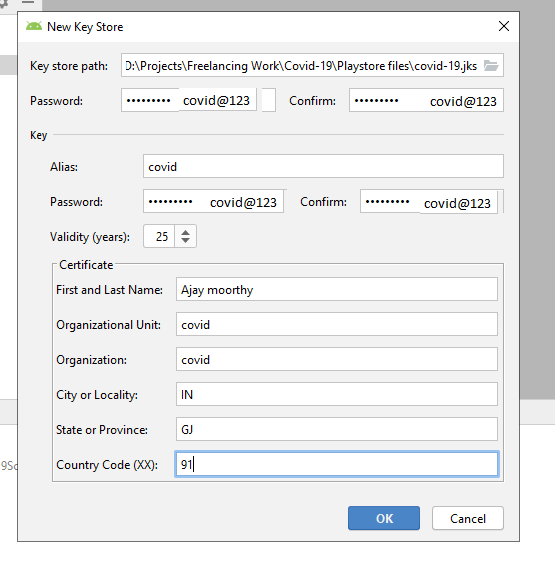 New Key Store
Key store path: D:\Projects\Freelancing Work\Covid-19\Playstore files\covid-19.jks
Password: ••••••••• covid@123 Confirm: ••••••••• covid@123
Key
Alias: covid
Password: ••••••••• covid@123 Confirm: ••••••••• covid@123
Validity (years): 25
Certificate
First and Last Name: Ajay moorthy
Organizational Unit: covid
Organization: covid
City or Locality: IN
State or Province: GJ
Country Code (XX): 91
9Sc
OK Cancel